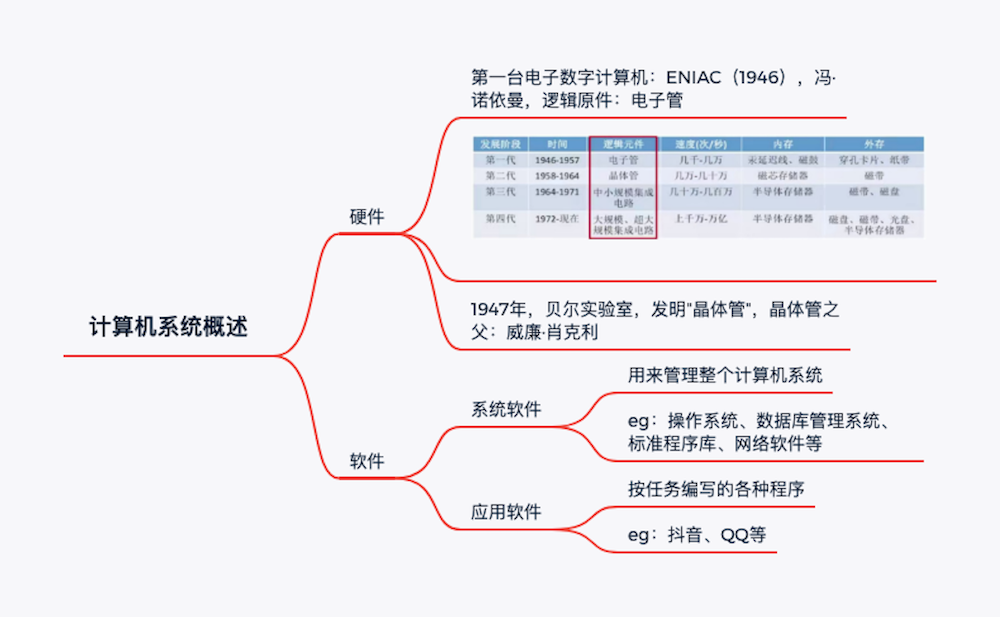 第一台电子数字计算机：ENIAC（1946），冯·
诺依曼，逻辑原件：电子管
发展阶段 时间 逻辑元件 速度(次/秒) 内存 外存
第一代 1946-1957 电子管 几千-几万 汞延迟线、磁鼓 穿孔卡片、纸带
第二代 1958-1964 晶体管 几万-几十万 磁芯存储器 磁带
第三代 1964-1971 中小规模集成 几十万-几百万 半导体存储器 磁带、磁盘
电路
第四代 1972-现在 大规模、超大 上千万-万亿 半导体存储器 磁盘、磁带、光盘、
规模集成电路 半导体存储器
硬件
1947年，贝尔实验室，发明"晶体管"，晶体管之
父：威廉·肖克利
计算机系统概述
用来管理整个计算机系统
系统软件
eg：操作系统、数据库管理系统、
标准程序库、网络软件等
软件
按任务编写的各种程序
应用软件
eg：抖音、QQ等